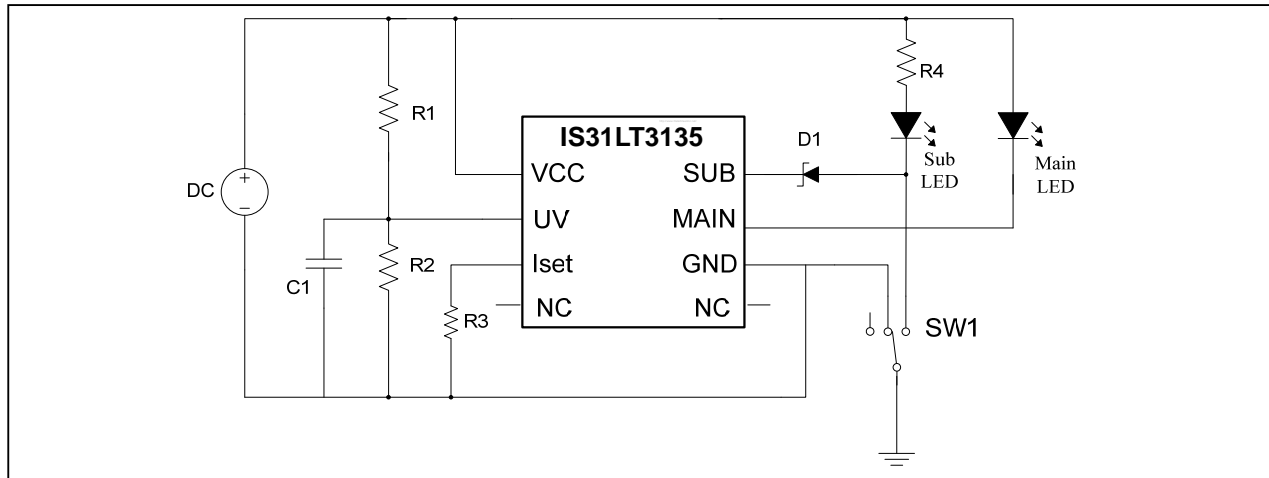 R4
R1
IS31LT3135
D1
VCC
SUB
Sub
LED
Main
LED
DC
+
−
UV
MAIN
R2
Iset
GND
C1
R3
NC
NC
SW1